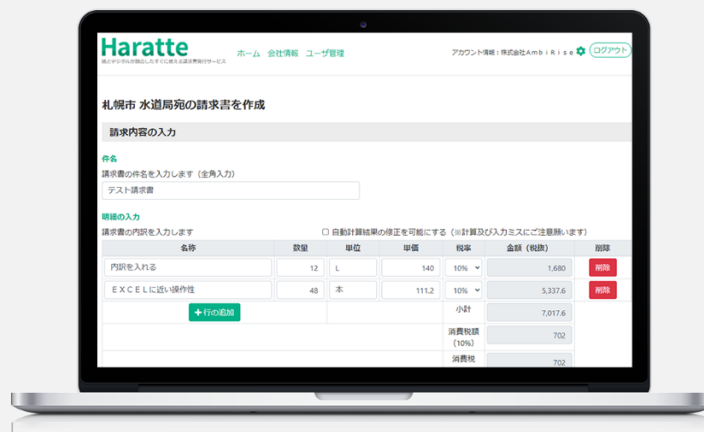 Haratte
紙とデジタルが融合したすぐに使える請求書発行サービス
ホーム 会社情報 ユーザ管理
アカウント情報：株式会社ＡｍｂｉＲｉｓｅ
ログアウト
札幌市 水道局宛の請求書を作成
請求内容の入力
件名
請求書の件名を入力します（全角入力）
テスト請求書
明細の入力
請求書の内訳を入力します
自動計算結果の修正を可能にする（※計算及び入力ミスにご注意願います）
名称 数量 単位 単価 税率 金額（税抜） 削除
内訳を入れる 12 L 140 10% 1,680 削除
ＥＸＣＥＬに近い操作性 48 本 111.2 10% 5,337.6 削除
+行の追加 小計 7,017.6
消費税額
（10%） 702
消費税 702